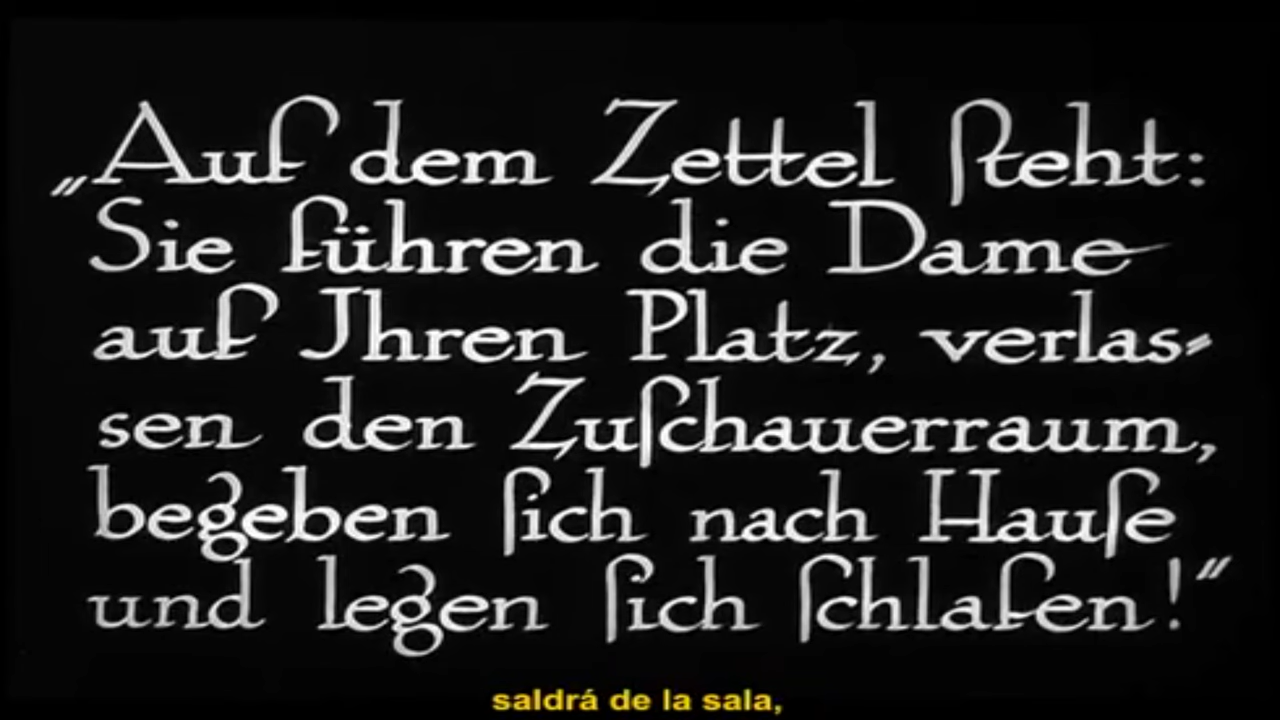 „Auf dem Zettel ſteht:
Sie führen die Dame
auf Jhren Platz, verlas⸗
sen den Zuſchauerraum,
begeben ſich nach Hauſe
und legen ſich ſchlafen!“
saldrá de la sala,